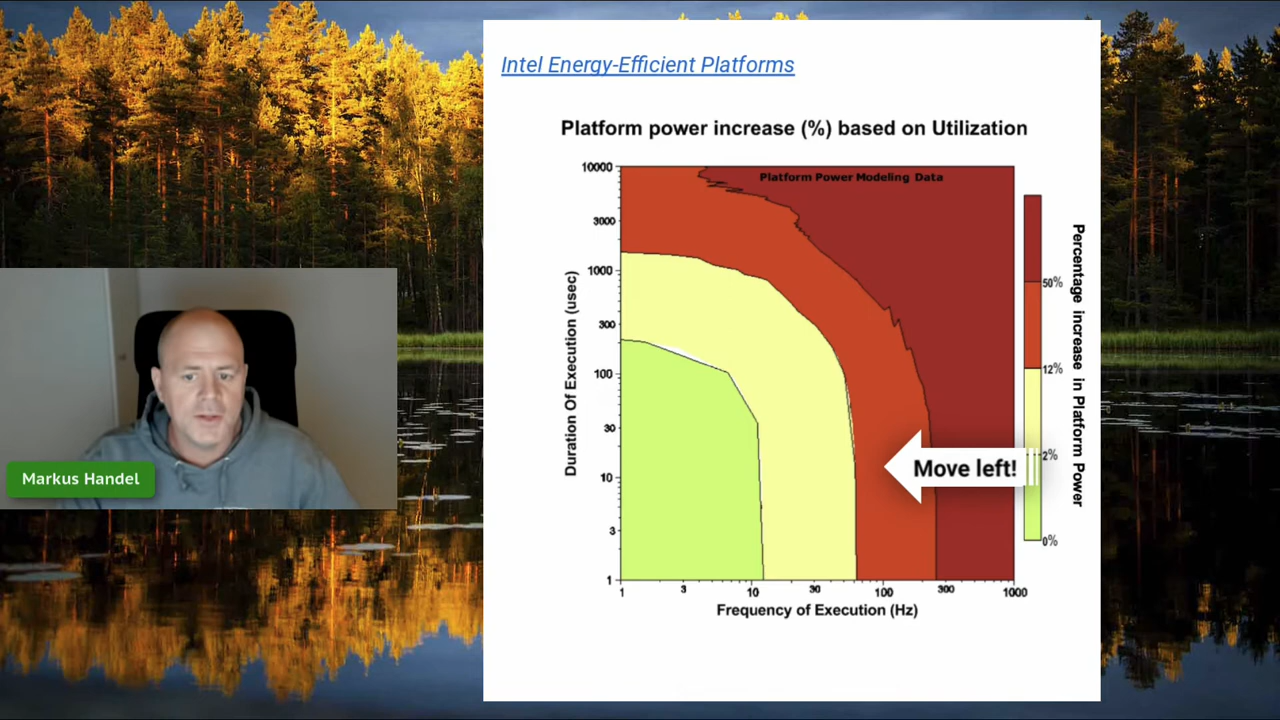 Intel Energy-Efficient Platforms
Platform power increase (%) based on Utilization
Platform Power Modeling Data
10000
3000
1000
300
100
30
10
3
1
Duration Of Execution (usec)
1
3
10
30
100
300
1000
Frequency of Execution (Hz)
50%
12%
2%
0%
Percentage increase in Platform Power
Move left!
Markus Handel